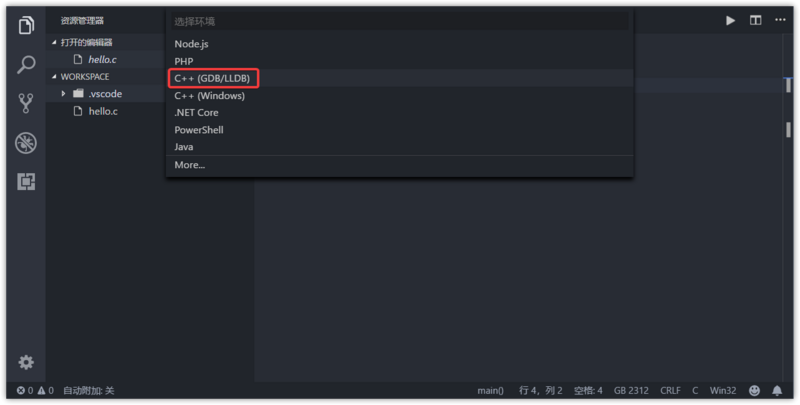 资源管理器
打开的编辑器
hello.c
WORKSPACE
.vscode
hello.c
选择环境
Node.js
PHP
C++ (GDB/LLDB)
C++ (Windows)
.NET Core
PowerShell
Java
More...
0 0 自动附加: 关 main() 行 4，列 2 空格: 4 GB 2312 CRLF C Win32